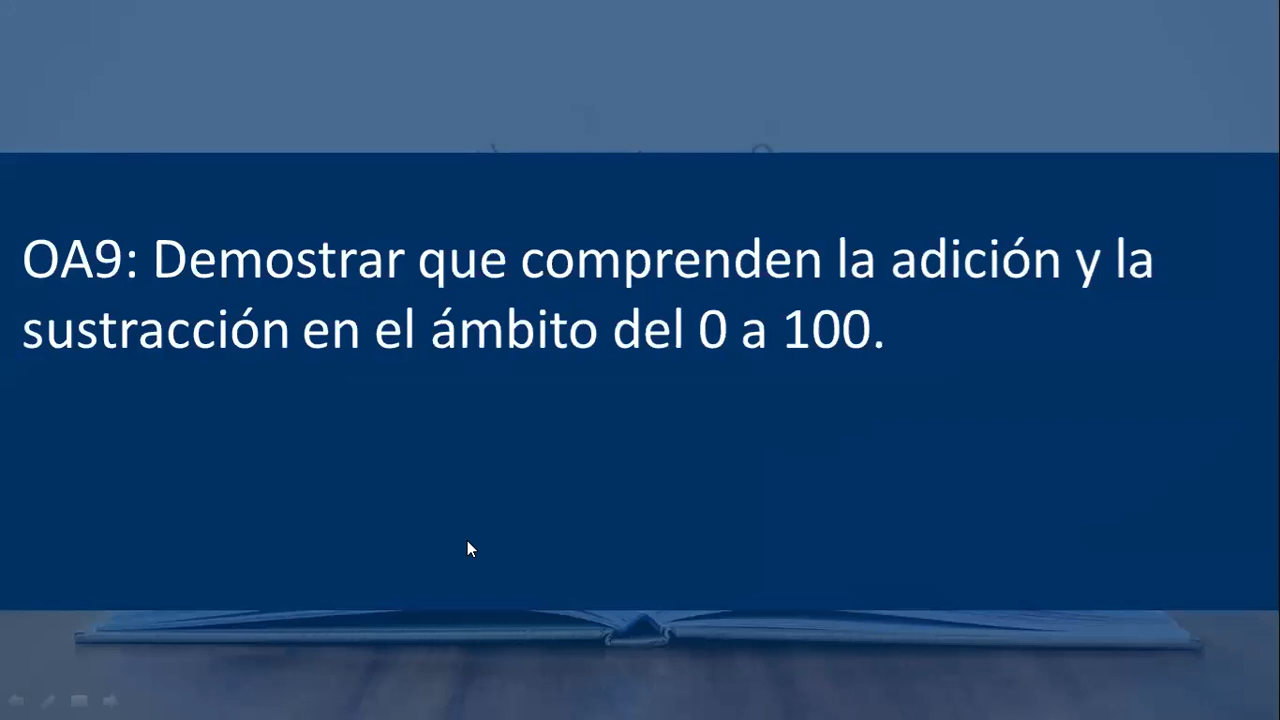 OA9: Demostrar que comprenden la adición y la
sustracción en el ámbito del 0 a 100.